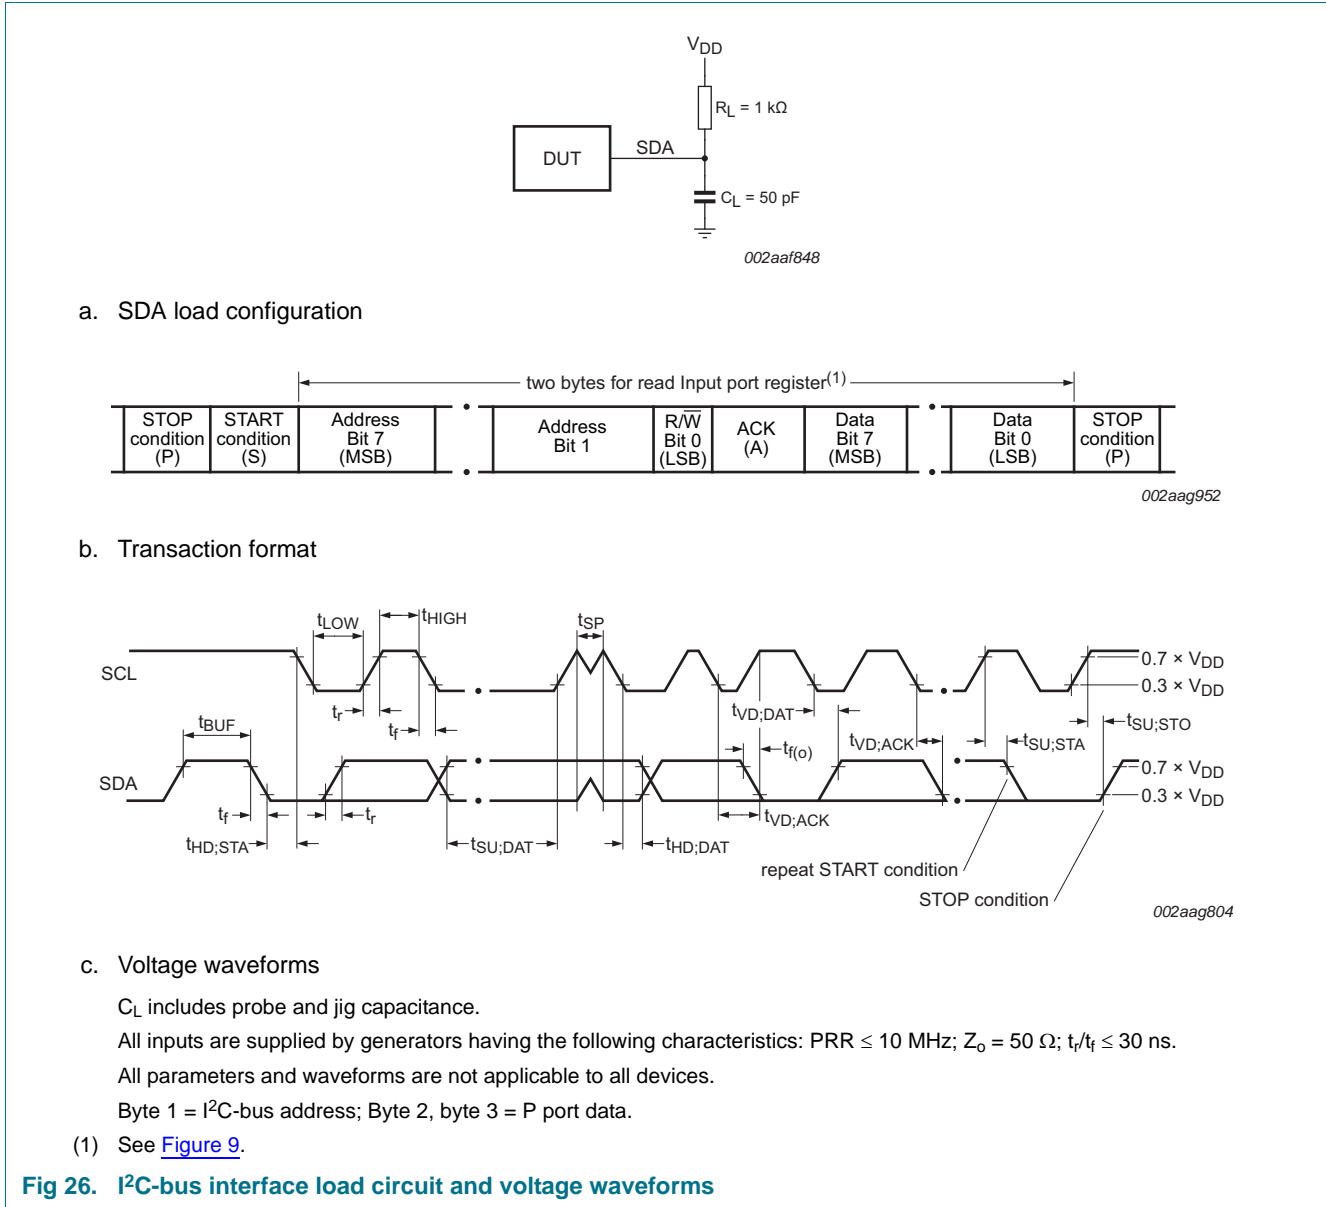 VDD
RL = 1 kΩ
DUT
SDA
CL = 50 pF
002aaf848
a. SDA load configuration
two bytes for read Input port register(1)
STOP condition (P)
START condition (S)
Address Bit 7 (MSB)
Address Bit 1
R/W̅ Bit 0 (LSB)
ACK (A)
Data Bit 7 (MSB)
Data Bit 0 (LSB)
STOP condition (P)
002aag952
b. Transaction format
tLOW
tHIGH
tSP
SCL
0.7 × VDD
0.3 × VDD
tr
tf
tBUF
tVD;DAT
tf(o)
tVD;ACK
tSU;STA
tSU;STO
SDA
0.7 × VDD
0.3 × VDD
tf
tr
tHD;STA
tSU;DAT
tHD;DAT
tVD;ACK
repeat START condition
STOP condition
002aag804
c. Voltage waveforms
CL includes probe and jig capacitance.
All inputs are supplied by generators having the following characteristics: PRR ≤ 10 MHz; Zo = 50 Ω; tr/tf ≤ 30 ns.
All parameters and waveforms are not applicable to all devices.
Byte 1 = I2C-bus address; Byte 2, byte 3 = P port data.
(1) See Figure 9.
Fig 26. I2C-bus interface load circuit and voltage waveforms